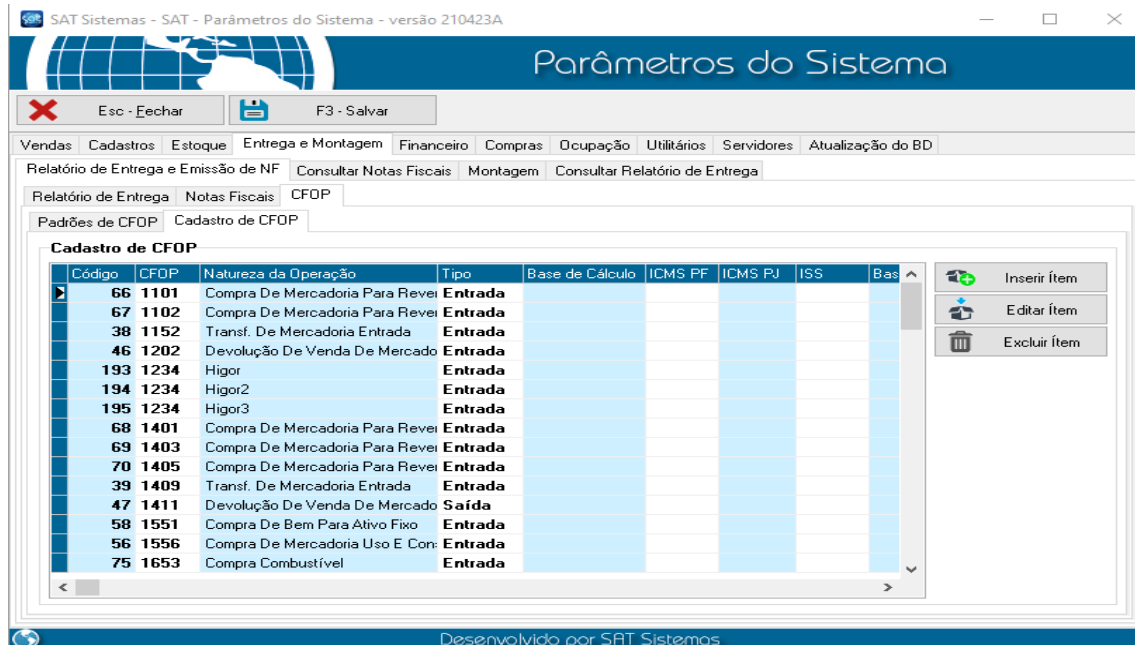 SAT Sistemas - SAT - Parâmetros do Sistema - versão 210423A
Parâmetros do Sistema
Esc - Fechar F3 - Salvar
Vendas Cadastros Estoque Entrega e Montagem Financeiro Compras Ocupação Utilitários Servidores Atualização do BD
Relatório de Entrega e Emissão de NF Consultar Notas Fiscais Montagem Consultar Relatório de Entrega
Relatório de Entrega Notas Fiscais CFOP
Padrões de CFOP Cadastro de CFOP
Cadastro de CFOP
Código CFOP Natureza da Operação Tipo Base de Cálculo ICMS PF ICMS PJ ISS Bas
66 1101 Compra De Mercadoria Para Rever Entrada
67 1102 Compra De Mercadoria Para Rever Entrada
38 1152 Transf. De Mercadoria Entrada Entrada
46 1202 Devolução De Venda De Mercado Entrada
193 1234 Higor Entrada
194 1234 Higor2 Entrada
195 1234 Higor3 Entrada
68 1401 Compra De Mercadoria Para Rever Entrada
69 1403 Compra De Mercadoria Para Rever Entrada
70 1405 Compra De Mercadoria Para Rever Entrada
39 1409 Transf. De Mercadoria Entrada Entrada
47 1411 Devolução De Venda De Mercado Saída
58 1551 Compra De Bem Para Ativo Fixo Entrada
56 1556 Compra De Mercadoria Uso E Con Entrada
75 1653 Compra Combustível Entrada
Inserir Ítem
Editar Ítem
Excluir Ítem
Desenvolvido por SAT Sistemas